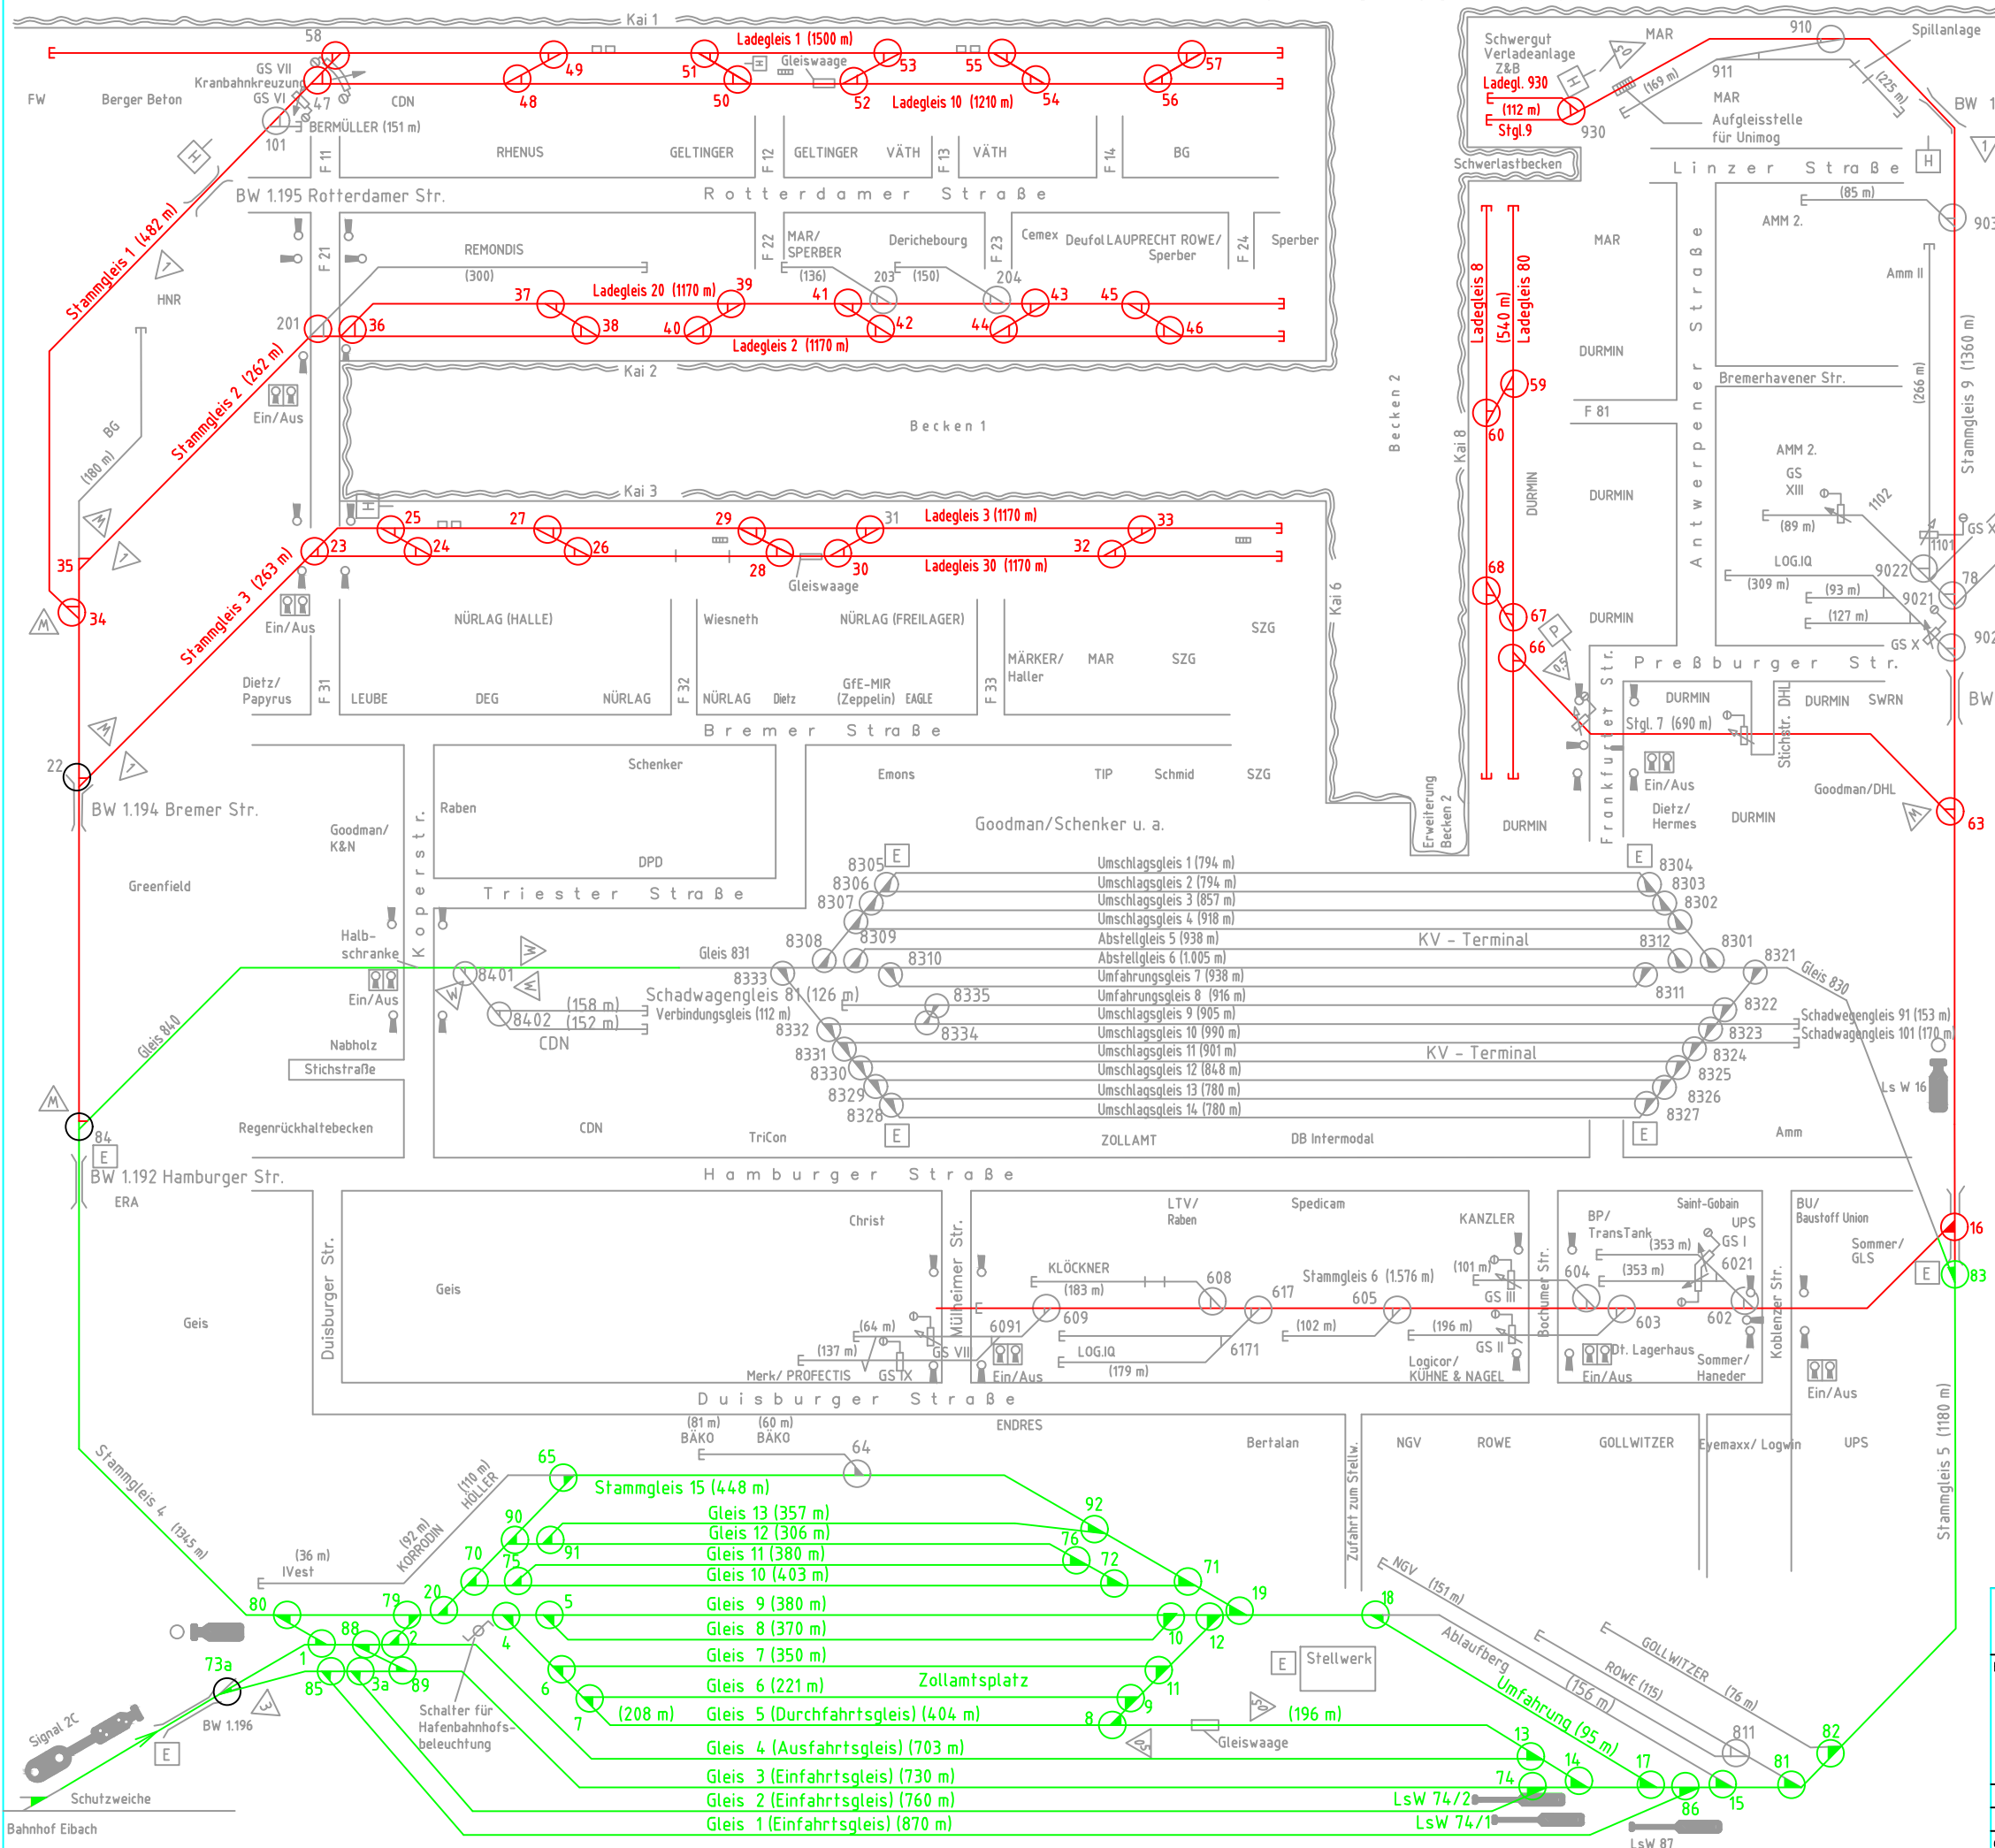 Kai 1
58
GS VII
Kranbahnkreuzung
GS VI
47
101
BERMÜLLER (151 m)
FW
Berger Beton
CDN
Ladegleis 1 (1500 m)
Gleiswaage
H
49
48
51
50
53
52
55
54
57
56
Ladegleis 10 (1210 m)
F 11
RHENUS
GELTINGER
F 12
GELTINGER
VÄTH
F 13
VÄTH
F 14
BG
H
BW 1.195 Rotterdamer Str.
Rotterdamer Straße
Stammgleis 1 (482 m)
1
HNR
F 21
REMONDIS
(300)
F 22
MAR/
SPERBER
(136)
Derichebourg
(150)
F 23
Cemex
Deufol
LAUPRECHT ROWE/
Sperber
F 24
Sperber
203
204
201
36
37
38
Ladegleis 20 (1170 m)
39
40
41
42
43
44
45
46
Ladegleis 2 (1170 m)
Kai 2
Stammgleis 2 (262 m)
Ein/Aus
BG
(180 m)
Becken 1
Becken 2
Kai 3
H
25
24
27
26
29
28
31
30
33
32
Ladegleis 3 (1170 m)
Ladegleis 30 (1170 m)
Gleiswaage
23
M
1
35
34
M
Stammgleis 3 (263 m)
Ein/Aus
NÜRLAG (HALLE)
Wiesneth
NÜRLAG (FREILAGER)
SZG
Kai 6
Dietz/
Papyrus
F 31
LEUBE
DEG
NÜRLAG
F 32
NÜRLAG
Dietz
GfE-MIR
(Zeppelin)
EAGLE
F 33
MÄRKER/
Haller
MAR
SZG
Bremer Straße
M
1
22
BW 1.194 Bremer Str.
Schenker
Raben
DPD
Goodman/
K&N
Koperstr.
Emons
TIP
Schmid
SZG
Goodman/Schenker u. a.
Erweiterung
Becken 2
Greenfield
Triester Straße
Schwergut
Verladeanlage
Z&B
Ladegl. 930
(112 m)
Stgl.9
H
MAR
930
(169 m)
911
910
MAR
Aufgleisstelle
für Unimog
Spillanlage
(225 m)
BW 1
1
H
Schwerlastbecken
Linzer Straße
(85 m)
AMM 2.
903
MAR
Ladegleis 8
(540 m)
Ladegleis 80
Antwerpener Straße
Amm II
(266 m)
Stammgleis 9 (1360 m)
DURMIN
59
60
Bremerhavener Str.
F 81
Kai 8
DURMIN
DURMIN
AMM 2.
GS
XIII
1102
(89 m)
GS X
1101
LOG.IQ
(309 m)
9022
78
(93 m)
9021
(127 m)
GS X
902
68
67
66
P
0,5
DURMIN
Preßburger Str.
Frankfurter Str.
DURMIN
Stichstr. DHL
DURMIN
SWRN
BW
Stgl. 7 (690 m)
Ein/Aus
Goodman/DHL
Dietz/
Hermes
DURMIN
DURMIN
M
63
8305
8306
8307
8308
8309
8310
E
Umschlagsgleis 1 (794 m)
Umschlagsgleis 2 (794 m)
Umschlagsgleis 3 (857 m)
Umschlagsgleis 4 (918 m)
Abstellgleis 5 (938 m)
Abstellgleis 6 (1.005 m)
Umfahrungsgleis 7 (938 m)
Umfahrungsgleis 8 (916 m)
Umschlagsgleis 9 (905 m)
Umschlagsgleis 10 (990 m)
Umschlagsgleis 11 (901 m)
Umschlagsgleis 12 (848 m)
Umschlagsgleis 13 (780 m)
Umschlagsgleis 14 (780 m)
KV - Terminal
KV - Terminal
E
8304
8303
8302
8312
8301
8321
8311
8322
8323
8324
8325
8326
8327
E
Gleis 830
Schadwegengleis 91 (153 m)
Schadwagengleis 101 (170 m)
Ls W 16
Halb-
schranke
Ein/Aus
8401
8402
M
M
M
(158 m)
(152 m)
CDN
Gleis 831
8333
Schadwagengleis 81 (126 m)
Verbindungsgleis (112 m)
8335
8334
8332
8331
8330
8329
8328
E
Gleis 840
Nabholz
Stichstraße
M
84
E
Regenrückhaltebecken
CDN
TriCon
ZOLLAMT
DB Intermodal
Amm
BW 1.192 Hamburger Str.
ERA
Hamburger Straße
Christ
Geis
Geis
Duisburger Str.
Mülheimer Str.
LTV/
Raben
Spedicam
KANZLER
KLÖCKNER
(183 m)
608
609
617
Stammgleis 6 (1.576 m)
605
(101 m)
GS III
Bochumer Str.
BP/
TransTank
(353 m)
(353 m)
Saint-Gobain
UPS
GS I
6021
604
603
602
Koblenzer Str.
BU/
Baustoff Union
Sommer/
GLS
E
16
83
(64 m)
(137 m)
GS VII
6091
Ein/Aus
LOG.IQ
(179 m)
6171
(102 m)
(196 m)
GS II
Logicor/
KÜHNE & NAGEL
Dt. Lagerhaus
Ein/Aus
Sommer/
Haneder
Ein/Aus
Merk/ PROFECTIS
GS IX
Duisburger Straße
(81 m)
BÄKO
(60 m)
BÄKO
ENDRES
Bertalan
Zufahrt zum Stellw.
NGV
ROWE
GOLLWITZER
Eyemaxx/ Logwin
UPS
Stammgleis 5 (1180 m)
Stammgleis 4 (1345 m)
64
65
(110 m)
HÖLLER
Stammgleis 15 (448 m)
(92 m)
KORRODIN
(36 m)
IVest
90
91
92
76
72
71
70
75
Gleis 13 (357 m)
Gleis 12 (306 m)
Gleis 11 (380 m)
Gleis 10 (403 m)
80
79
20
5
19
18
Gleis 9 (380 m)
Gleis 8 (370 m)
Gleis 7 (350 m)
Gleis 6 (221 m)
Zollamtsplatz
4
10
12
11
9
8
6
7
88
2
1
85
3a
89
73a
3
BW 1.196
E
Signal 2C
Schutzweiche
Bahnhof Eibach
Schalter für
Hafenbahnhofs-
beleuchtung
(208 m)
Gleis 5 (Durchfahrtsgleis) (404 m)
(196 m)
0,5
0,5
Gleiswaage
E
Stellwerk
Gleis 4 (Ausfahrtsgleis) (703 m)
Gleis 3 (Einfahrtsgleis) (730 m)
Gleis 2 (Einfahrtsgleis) (760 m)
Gleis 1 (Einfahrtsgleis) (870 m)
LsW 74/2
LsW 74/1
LsW 87
13
14
74
17
86
15
81
82
811
Umfahrung (95 m)
Ablaufberg
(156 m)
NGV
(151 m)
ROWE (115)
GOLLWITZER
(76 m)